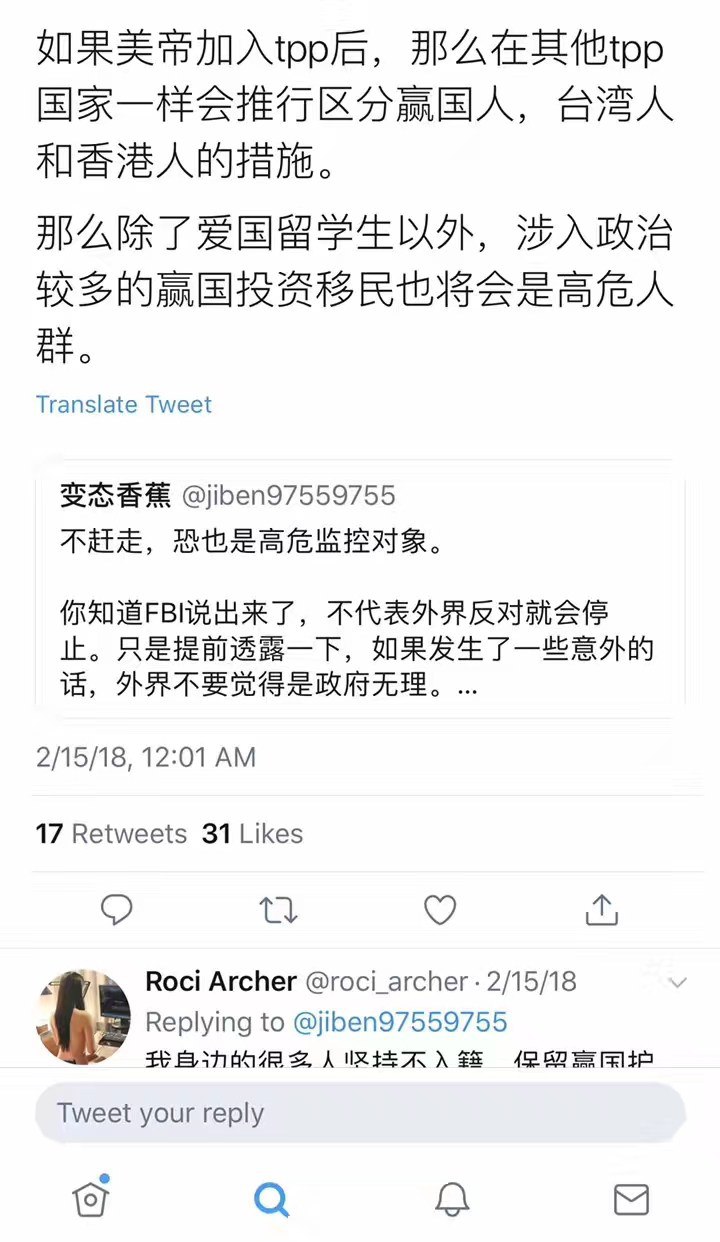 如果美帝加入tpp后，那么在其他tpp
国家一样会推行区分赢国人，台湾人
和香港人的措施。
那么除了爱国留学生以外，涉入政治
较多的赢国投资移民也将会是高危人
群。
Translate Tweet
变态香蕉 @jiben97559755
不赶走，恐也是高危监控对象。
你知道FBI说出来了，不代表外界反对就会停
止。只是提前透露一下，如果发生了一些意外的
话，外界不要觉得是政府无理。...
2/15/18, 12:01 AM
17 Retweets 31 Likes
Roci Archer @roci_archer · 2/15/18
Replying to @jiben97559755
我身边的很多人坚持不入籍，保留赢国护
Tweet your reply